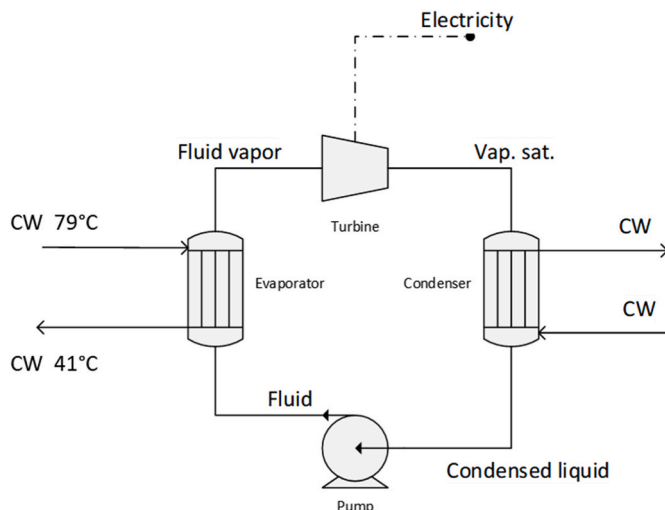 Electricity
Fluid vapor
Vap. sat.
Turbine
CW 79°C
CW
Evaporator
Condenser
CW
CW 41°C
Fluid
Condensed liquid
Pump